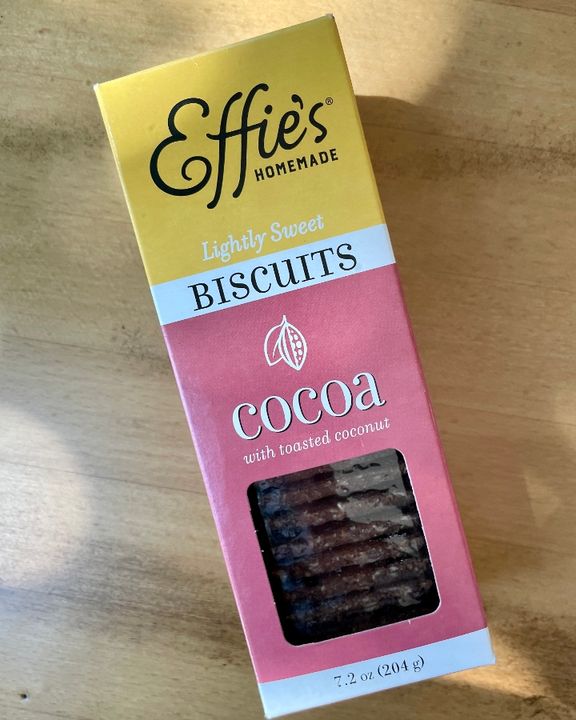 Effie's®
HOMEMADE
Lightly Sweet
BISCUITS
cocoa
with toasted coconut
7.2 oz (204 g)